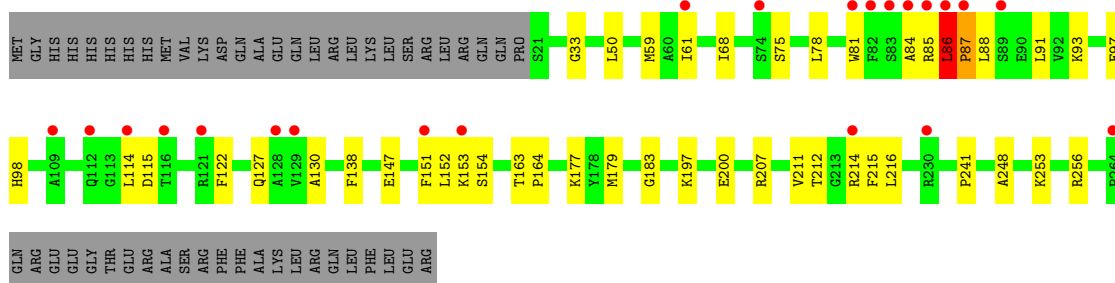 MET GLY HIS HIS HIS HIS HIS HIS MET VAL LYS ASP GLN ALA GLU GLN LEU ARG LEU LYS LEU SER ARG LEU ARG GLN GLN PRO S21 G33 L50 M59 A60 I61 I68 S74 S75 L78 W81 F82 S83 A84 R85 L86 P87 L88 S89 E90 L91 V92 K93
H98 A109 Q112 G113 L114 D115 T116 R121 F122 Q127 A128 V129 A130 F138 E147 F151 L152 K153 S154 T163 P164 K177 Y178 M179 G183 K197 E200 R207 V211 T212 G213 R214 F215 L216 R230 P241 A248 K253 R256
GLN ARG GLU GLU GLY THR GLU ARG ALA SER ARG PHE PHE ALA LYS LEU ARG GLN LEU PHE LEU GLU ARG